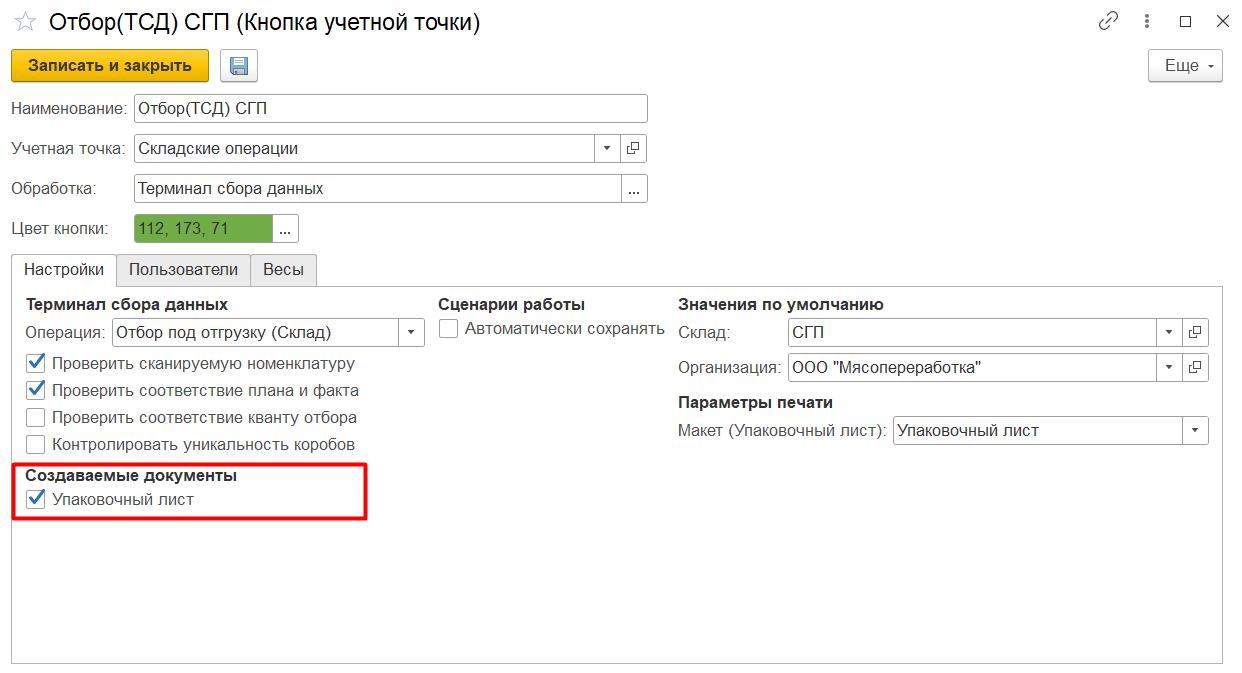 Отбор(ТСД) СГП (Кнопка учетной точки)
Записать и закрыть
Еще
Наименование: Отбор(ТСД) СГП
Учетная точка: Складские операции
Обработка: Терминал сбора данных ...
Цвет кнопки: 112, 173, 71 ...
Настройки Пользователи Весы
Терминал сбора данных
Операция: Отбор под отгрузку (Склад)
Проверить сканируемую номенклатуру
Проверить соответствие плана и факта
Проверить соответствие кванту отбора
Контролировать уникальность коробов
Создаваемые документы
Упаковочный лист
Сценарии работы
Автоматически сохранять
Значения по умолчанию
Склад: СГП
Организация: ООО "Мясопереработка"
Параметры печати
Макет (Упаковочный лист): Упаковочный лист